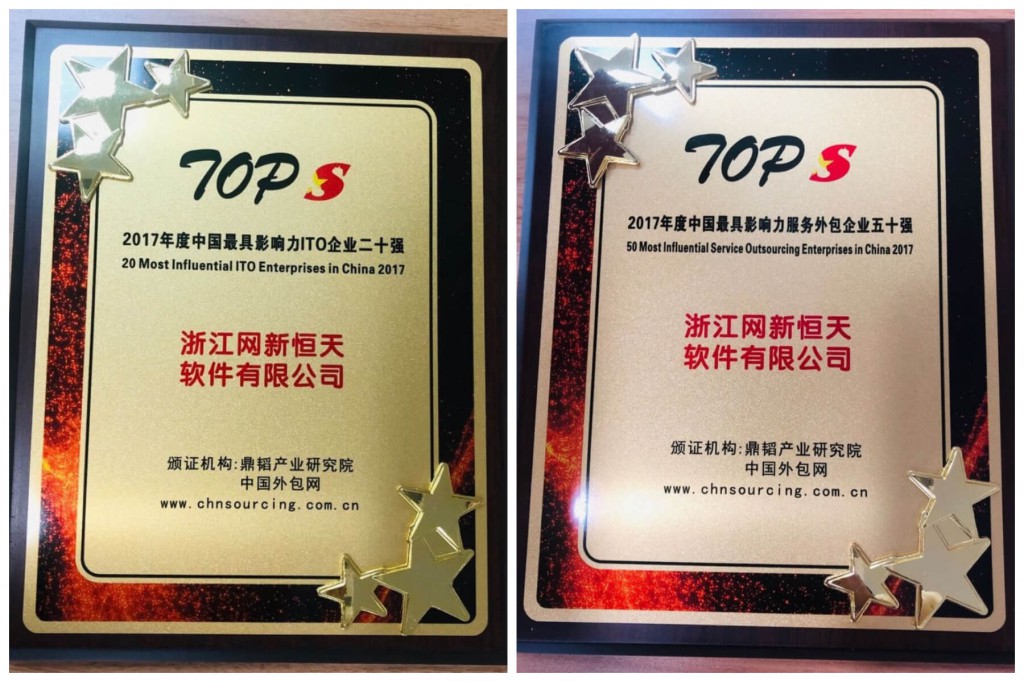 TOP S
2017年度中国最具影响力ITO企业二十强
20 Most Influential ITO Enterprises in China 2017
浙江网新恒天
软件有限公司
颁证机构:鼎韬产业研究院
中国外包网
www.chnsourcing.com.cn
TOP S
2017年度中国最具影响力服务外包企业五十强
50 Most Influential Service Outsourcing Enterprises in China 2017
浙江网新恒天
软件有限公司
颁证机构:鼎韬产业研究院
中国外包网
www.chnsourcing.com.cn